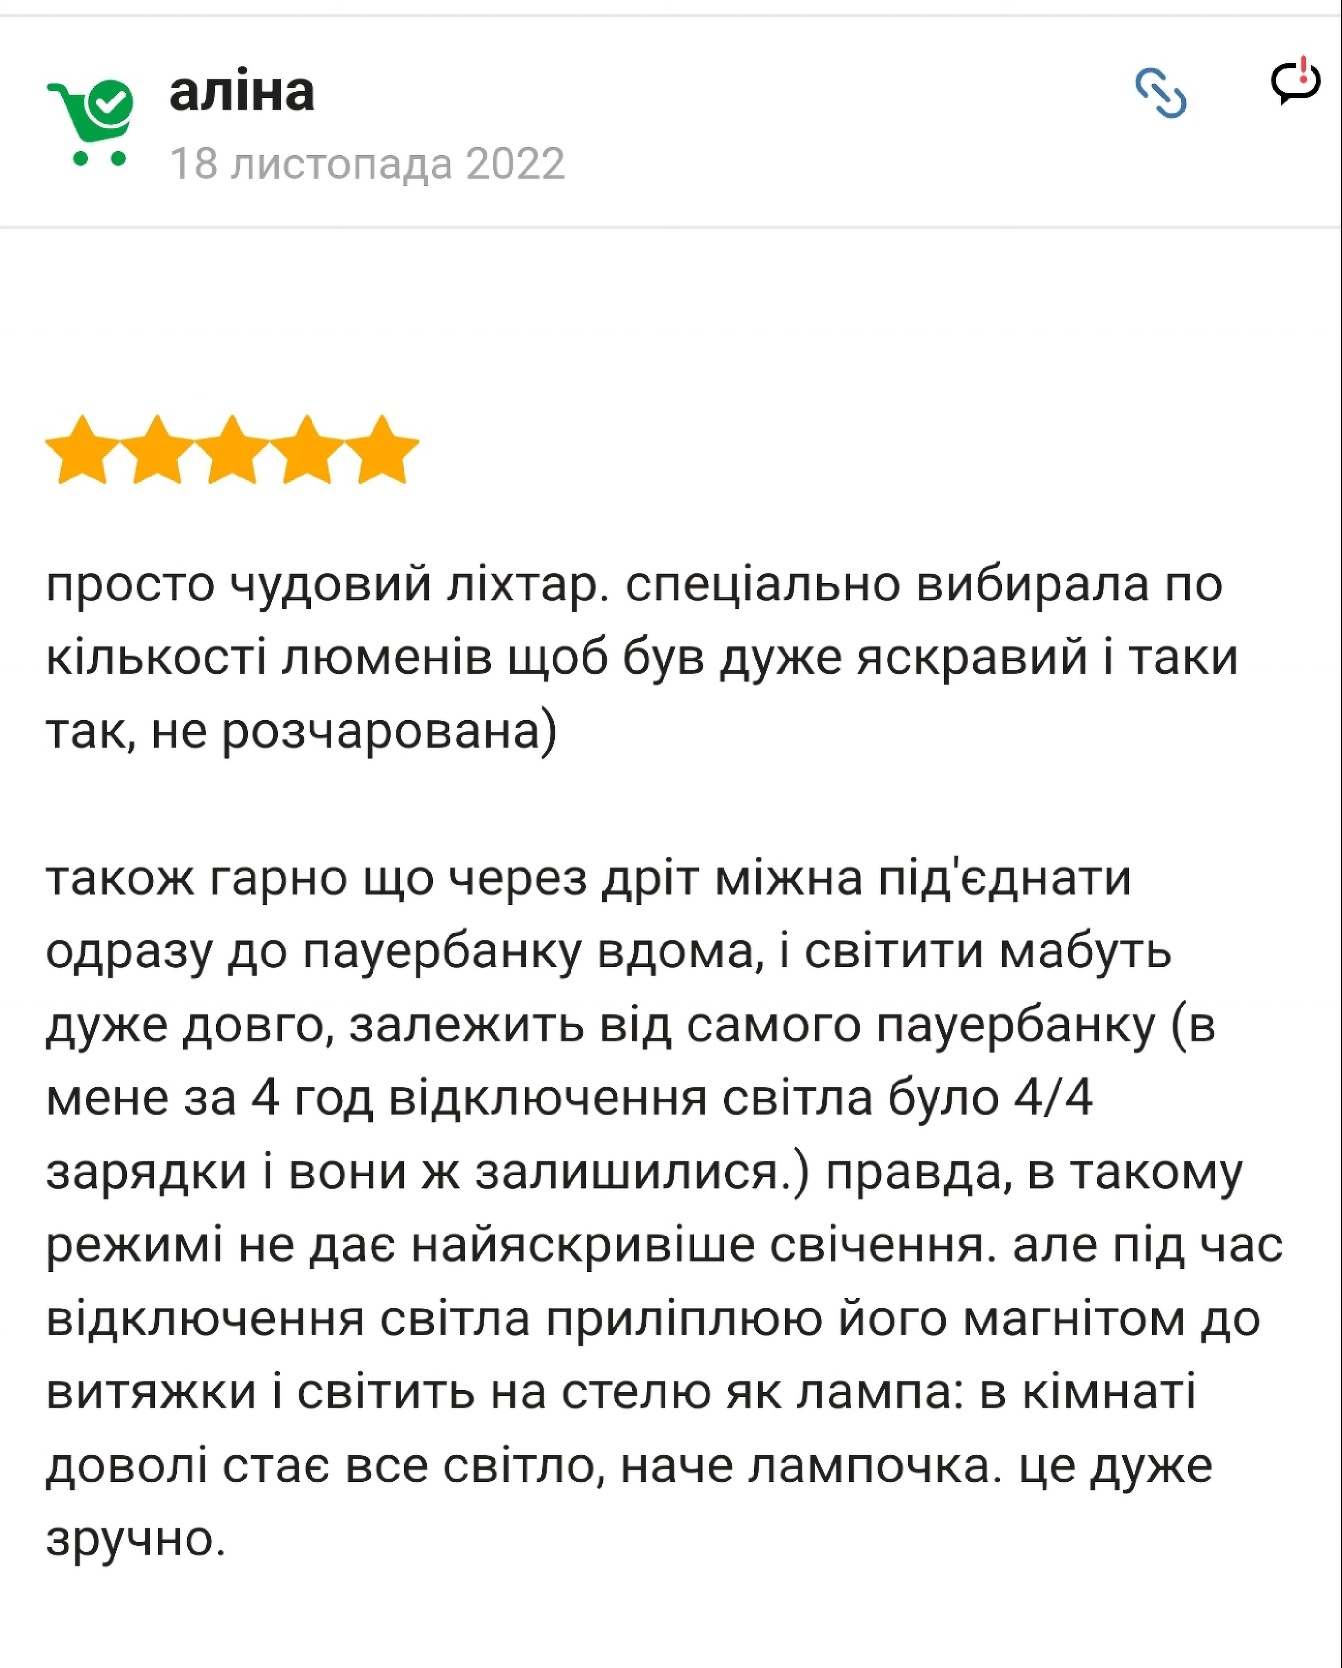 аліна
18 листопада 2022
просто чудовий ліхтар. спеціально вибирала по
кількості люменів щоб був дуже яскравий і таки
так, не розчарована)
також гарно що через дріт міжна під'єднати
одразу до пауербанку вдома, і світити мабуть
дуже довго, залежить від самого пауербанку (в
мене за 4 год відключення світла було 4/4
зарядки і вони ж залишилися.) правда, в такому
режимі не дає найяскривіше свічення. але під час
відключення світла приліплюю його магнітом до
витяжки і світить на стелю як лампа: в кімнаті
доволі стає все світло, наче лампочка. це дуже
зручно.